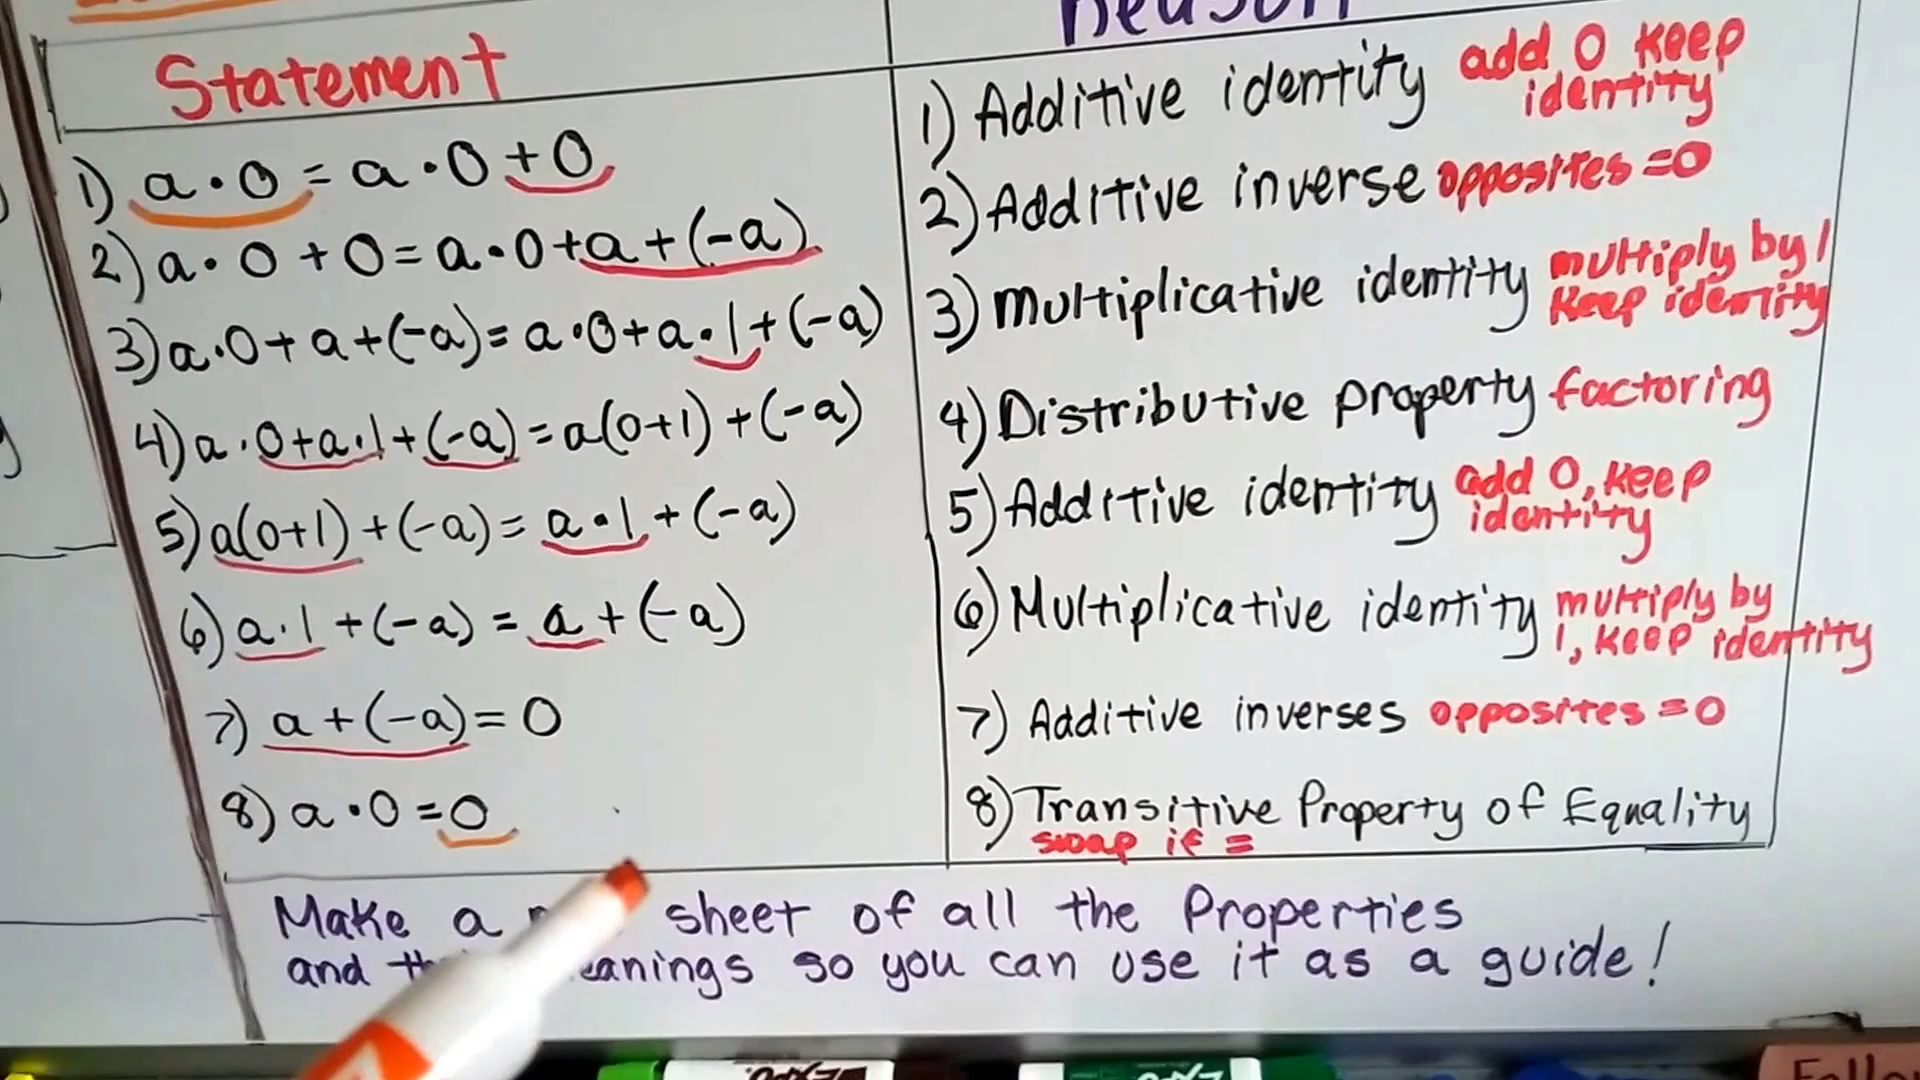 Reason
Statement
1) a·0 = a·0 + 0
2) a·0 + 0 = a·0 + a + (-a)
3) a·0 + a + (-a) = a·0 + a·1 + (-a)
4) a·0 + a·1 + (-a) = a(0+1) + (-a)
5) a(0+1) + (-a) = a·1 + (-a)
6) a·1 + (-a) = a + (-a)
7) a + (-a) = 0
8) a·0 = 0
1) Additive identity add 0 keep
identity
2) Additive inverse opposites = 0
3) multiplicative identity multiply by 1
keep identity
4) Distributive property factoring
5) Additive identity add 0, keep
identity
6) Multiplicative identity multiply by
1, keep identity
7) Additive inverses opposites = 0
8) Transitive Property of Equality
swap if =
Make a sheet of all the Properties
and so you can use it as a guide!
EXPO